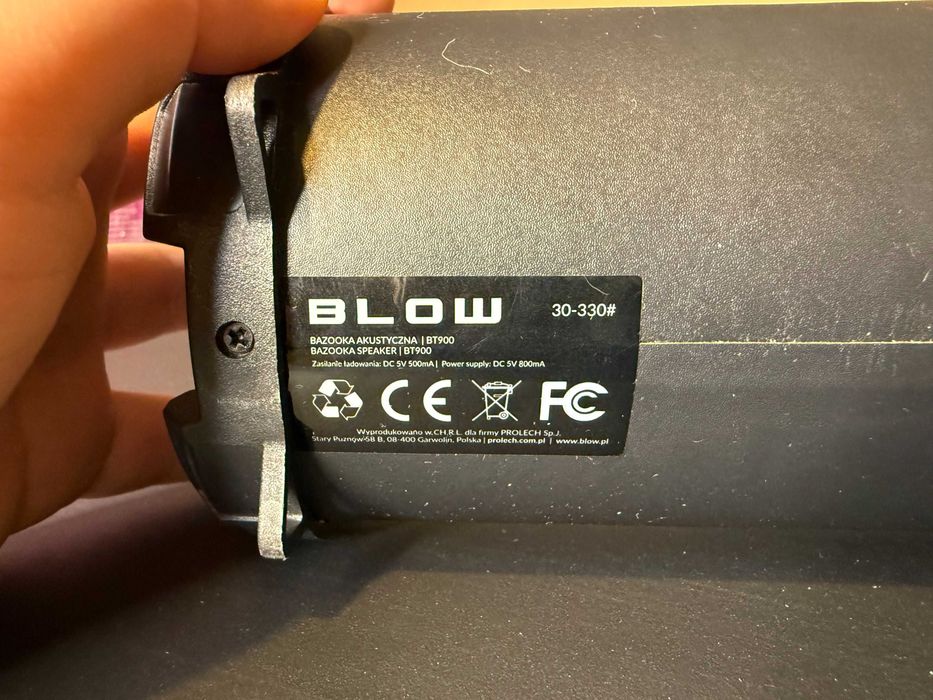 BLOW 30-330#
BAZOOKA AKUSTYCZNA | BT900
BAZOOKA SPEAKER | BT900
Zasilanie ładowania: DC 5V 500mA | Power supply: DC 5V 800mA
CE FC
Wyprodukowano w.CH.R.L. dla firmy PROLECH Sp.J.
Stary Puznów 58 B, 08-400 Garwolin, Polska | prolech.com.pl | www.blow.pl